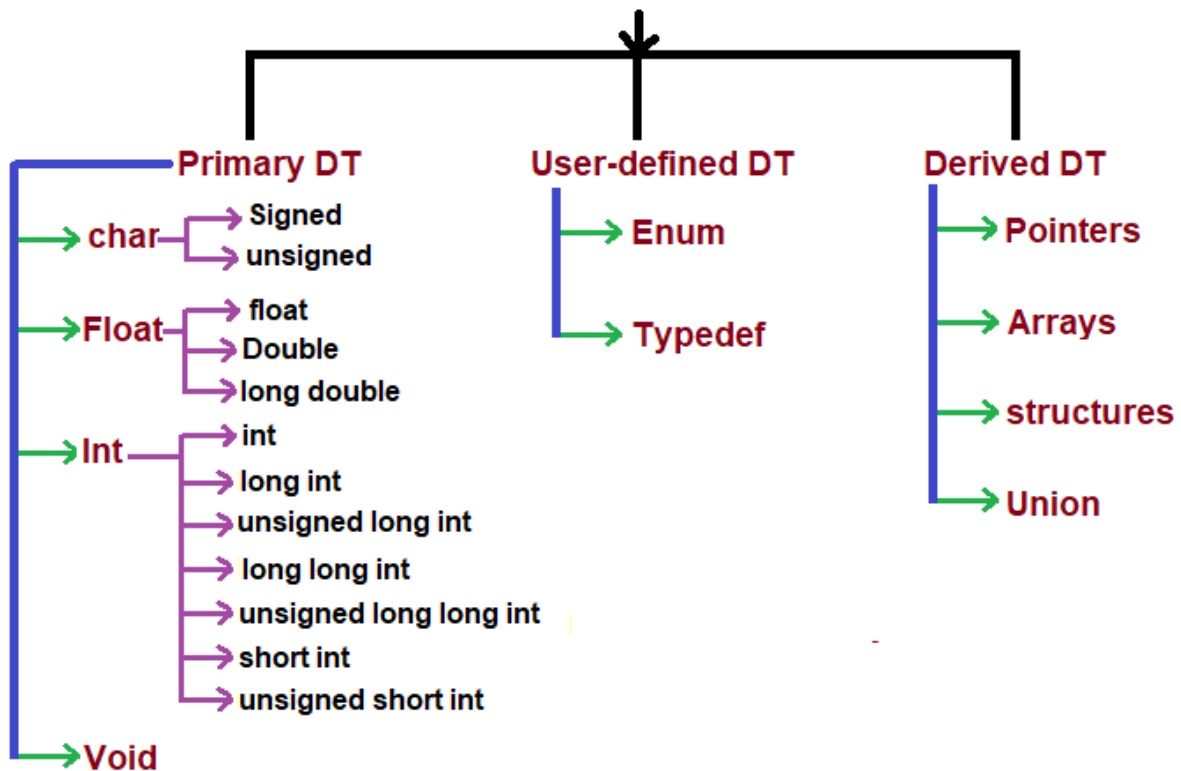 Primary DT
char
Signed
unsigned
Float
float
Double
long double
Int
int
long int
unsigned long int
long long int
unsigned long long int
short int
unsigned short int
Void
User-defined DT
Enum
Typedef
Derived DT
Pointers
Arrays
structures
Union